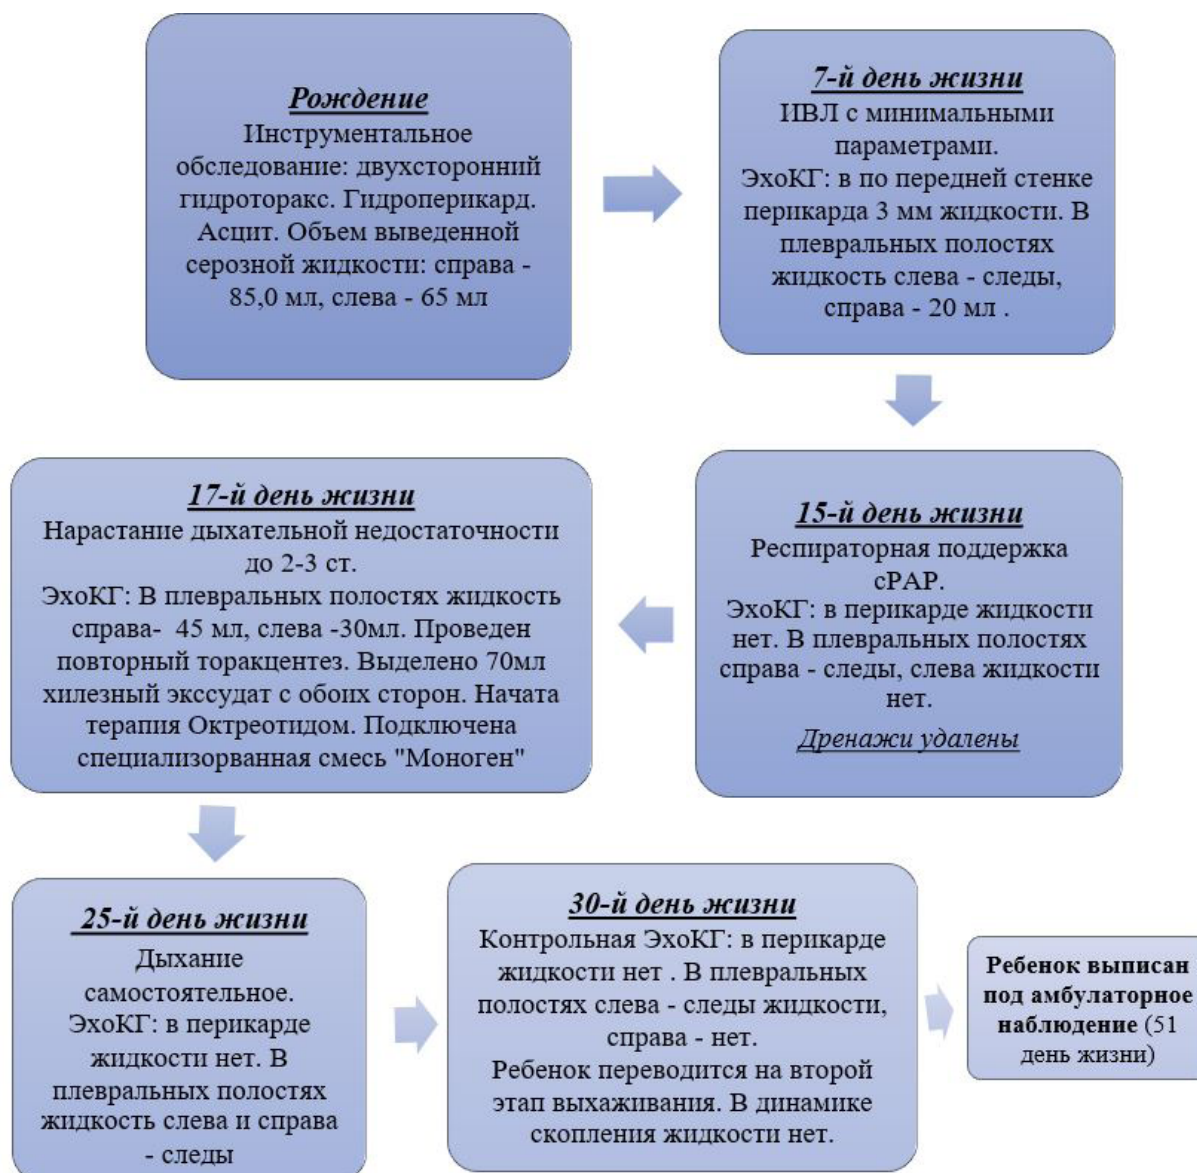 Рождение
Инструментальное
обследование: двухсторонний
гидроторакс. Гидроперикард.
Асцит. Объем выведенной
серозной жидкости: справа -
85,0 мл, слева - 65 мл
7-й день жизни
ИВЛ с минимальными
параметрами.
ЭхоКГ: в по передней стенке
перикарда 3 мм жидкости. В
плевральных полостях
жидкость слева - следы,
справа - 20 мл .
15-й день жизни
Респираторная поддержка
cPAP.
ЭхоКГ: в перикарде жидкости
нет. В плевральных полостях
справа - следы, слева жидкости
нет.
Дренажи удалены
17-й день жизни
Нарастание дыхательной недостаточности
до 2-3 ст.
ЭхоКГ: В плевральных полостях жидкость
справа- 45 мл, слева -30мл. Проведен
повторный торакцентез. Выделено 70мл
хилезный экссудат с обоих сторон. Начата
терапия Октреотидом. Подключена
специализорванная смесь "Моноген"
25-й день жизни
Дыхание
самостоятельное.
ЭхоКГ: в перикарде
жидкости нет. В
плевральных полостях
жидкость слева и справа
- следы
30-й день жизни
Контрольная ЭхоКГ: в перикарде
жидкости нет . В плевральных
полостях слева - следы жидкости,
справа - нет.
Ребенок переводится на второй
этап выхаживания. В динамике
скопления жидкости нет.
Ребенок выписан
под амбулаторное
наблюдение (51
день жизни)